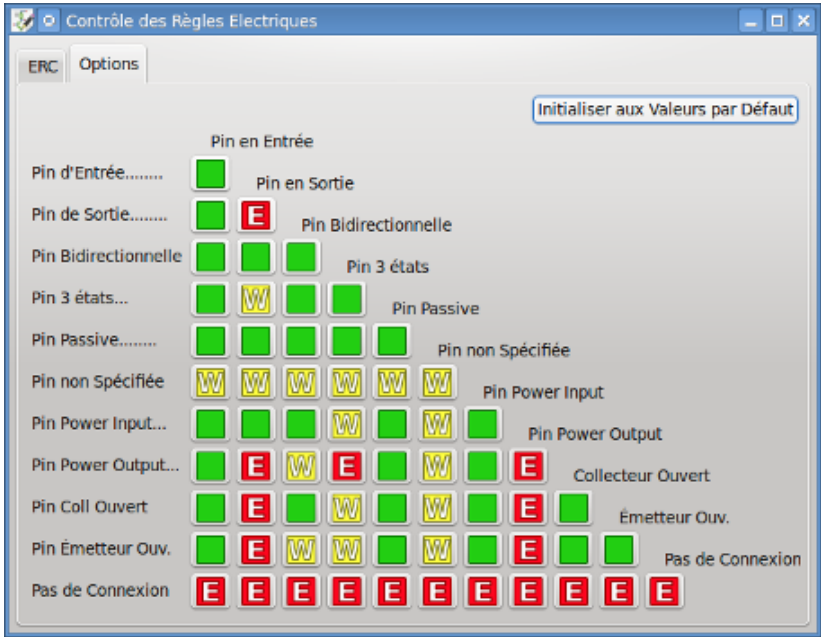 Contrôle des Règles Electriques
ERC Options
Initialiser aux Valeurs par Défaut
Pin en Entrée
Pin d'Entrée........
Pin en Sortie
Pin de Sortie........ E
Pin Bidirectionnelle
Pin Bidirectionnelle
Pin 3 états
Pin 3 états... W
Pin Passive
Pin Passive........
Pin non Spécifiée
Pin non Spécifiée W W W W W W
Pin Power Input
Pin Power Input... W W
Pin Power Output
Pin Power Output... E W E W E
Collecteur Ouvert
Pin Coll Ouvert E W W E
Émetteur Ouv.
Pin Émetteur Ouv. E W W W E
Pas de Connexion
Pas de Connexion E E E E E E E E E E E